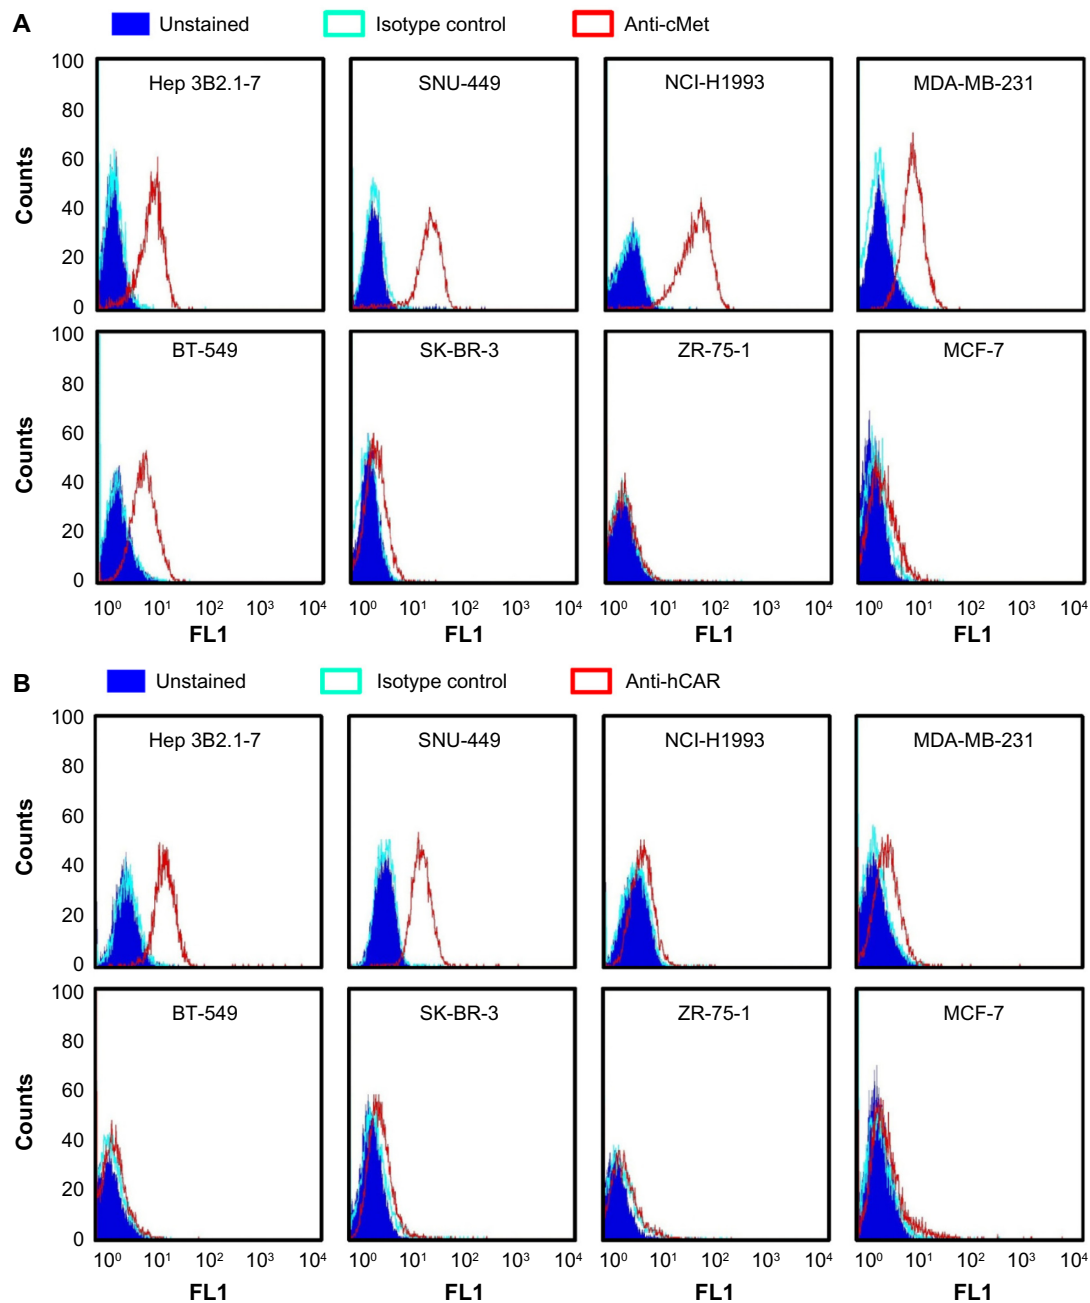 A
Unstained Isotype control Anti-cMet
100 80 60 40 20 0
Counts
Hep 3B2.1-7 SNU-449 NCI-H1993 MDA-MB-231
100 80 60 40 20 0
Counts
BT-549 SK-BR-3 ZR-75-1 MCF-7
10⁰ 10¹ 10² 10³ 10⁴ 10⁰ 10¹ 10² 10³ 10⁴ 10⁰ 10¹ 10² 10³ 10⁴ 10⁰ 10¹ 10² 10³ 10⁴
FL1 FL1 FL1 FL1
B
Unstained Isotype control Anti-hCAR
100 80 60 40 20 0
Counts
Hep 3B2.1-7 SNU-449 NCI-H1993 MDA-MB-231
100 80 60 40 20 0
Counts
BT-549 SK-BR-3 ZR-75-1 MCF-7
10⁰ 10¹ 10² 10³ 10⁴ 10⁰ 10¹ 10² 10³ 10⁴ 10⁰ 10¹ 10² 10³ 10⁴ 10⁰ 10¹ 10² 10³ 10⁴
FL1 FL1 FL1 FL1